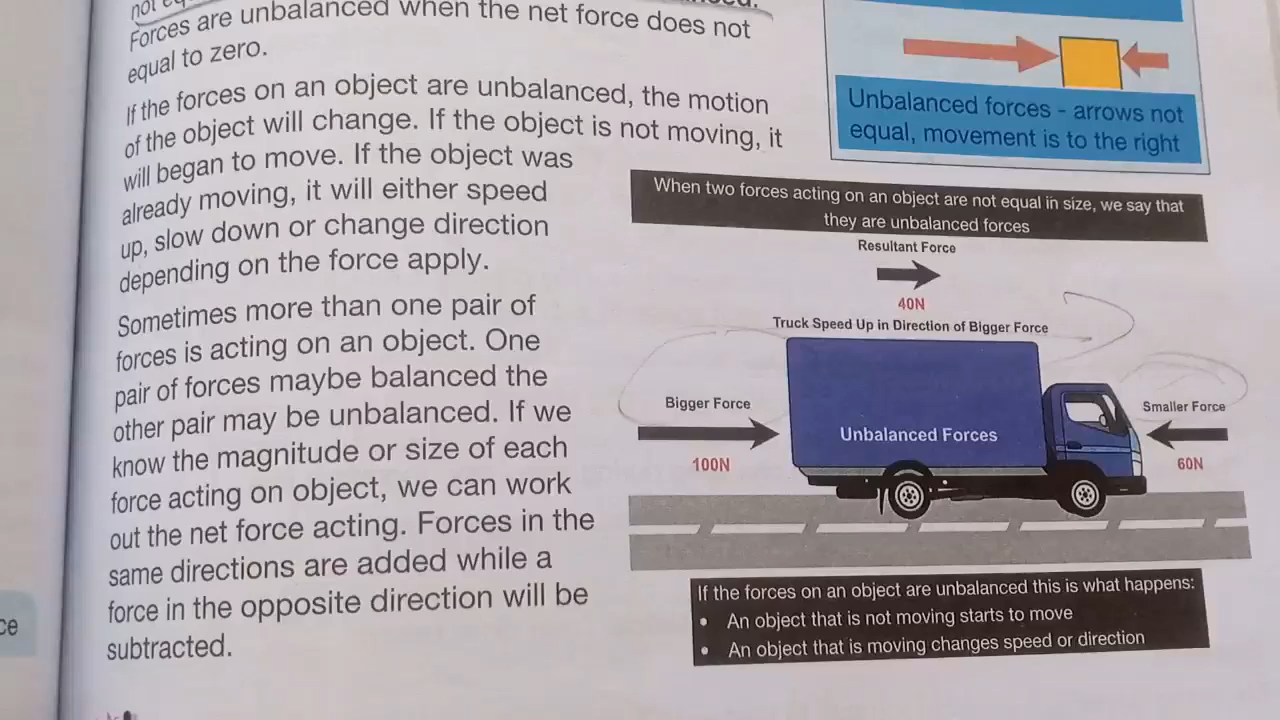 not
Forces are unbalanced when the net force does not
equal to zero.
If the forces on an object are unbalanced, the motion
of the object will change. If the object is not moving, it
will began to move. If the object was
already moving, it will either speed
up, slow down or change direction
depending on the force apply.
Sometimes more than one pair of
forces is acting on an object. One
pair of forces maybe balanced the
other pair may be unbalanced. If we
know the magnitude or size of each
force acting on object, we can work
out the net force acting. Forces in the
same directions are added while a
force in the opposite direction will be
subtracted.
Unbalanced forces - arrows not
equal, movement is to the right
When two forces acting on an object are not equal in size, we say that
they are unbalanced forces
Resultant Force
40N
Truck Speed Up in Direction of Bigger Force
Bigger Force
100N
Unbalanced Forces
Smaller Force
60N
If the forces on an object are unbalanced this is what happens:
• An object that is not moving starts to move
• An object that is moving changes speed or direction
ce